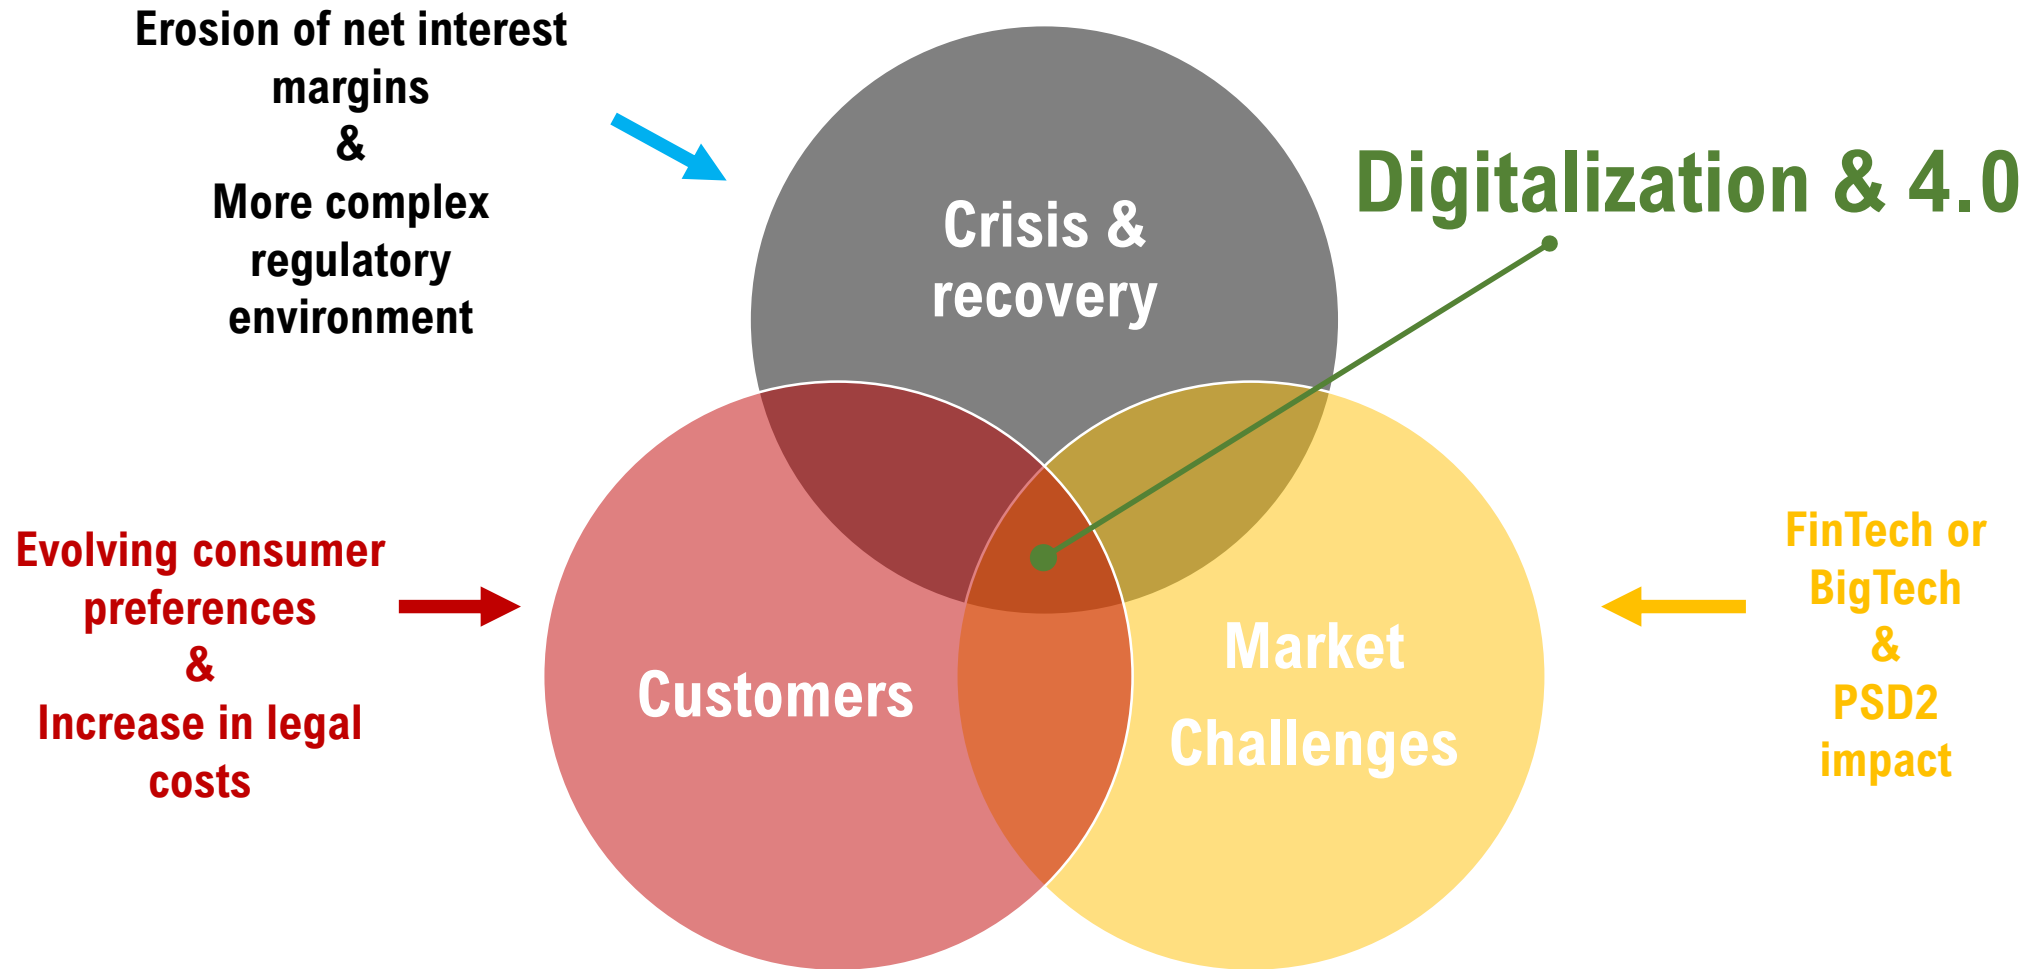 Erosion of net interest
margins
&
More complex
regulatory
environment
Crisis &
recovery
Digitalization & 4.0
Evolving consumer
preferences
&
Increase in legal
costs
Customers
Market
Challenges
FinTech or
BigTech
&
PSD2
impact